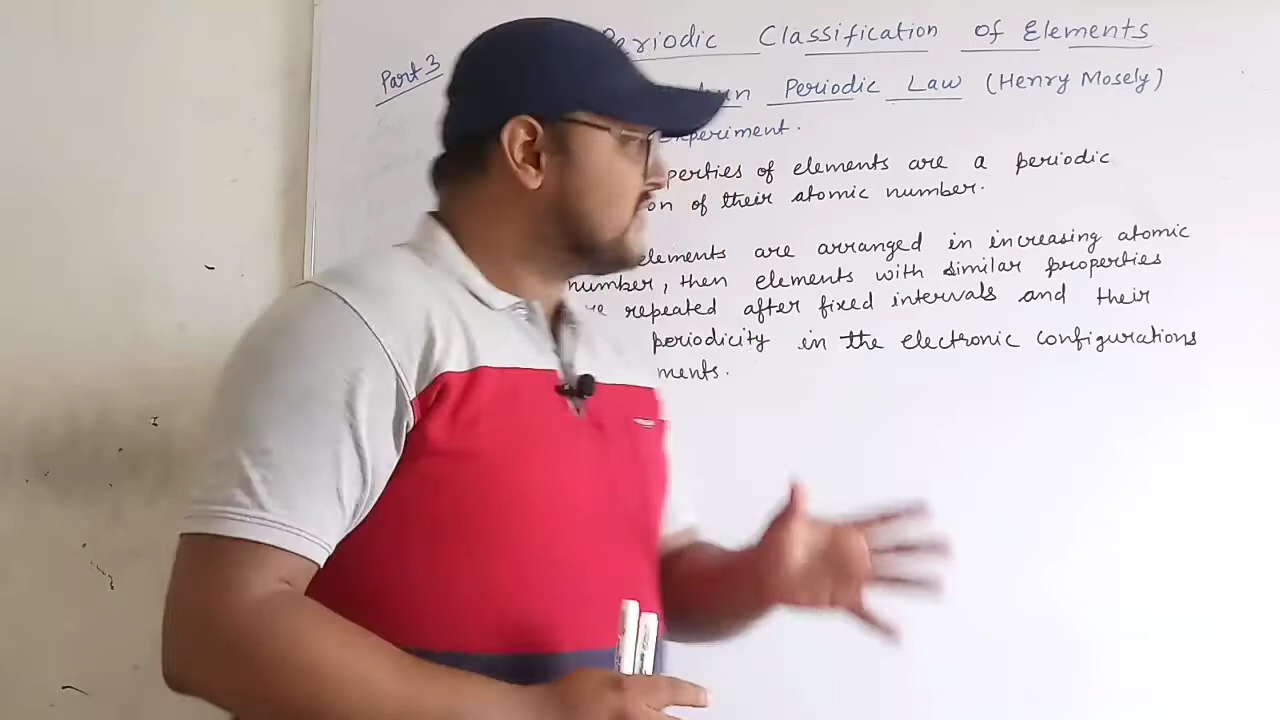 Part 3
Periodic Classification of Elements
Periodic Law (Henry Mosely)
experiment.
perties of elements are a periodic
on of their atomic number.
elements are arranged in increasing atomic
number, then elements with similar properties
repeated after fixed intervals and their
periodicity in the electronic configurations
ments.